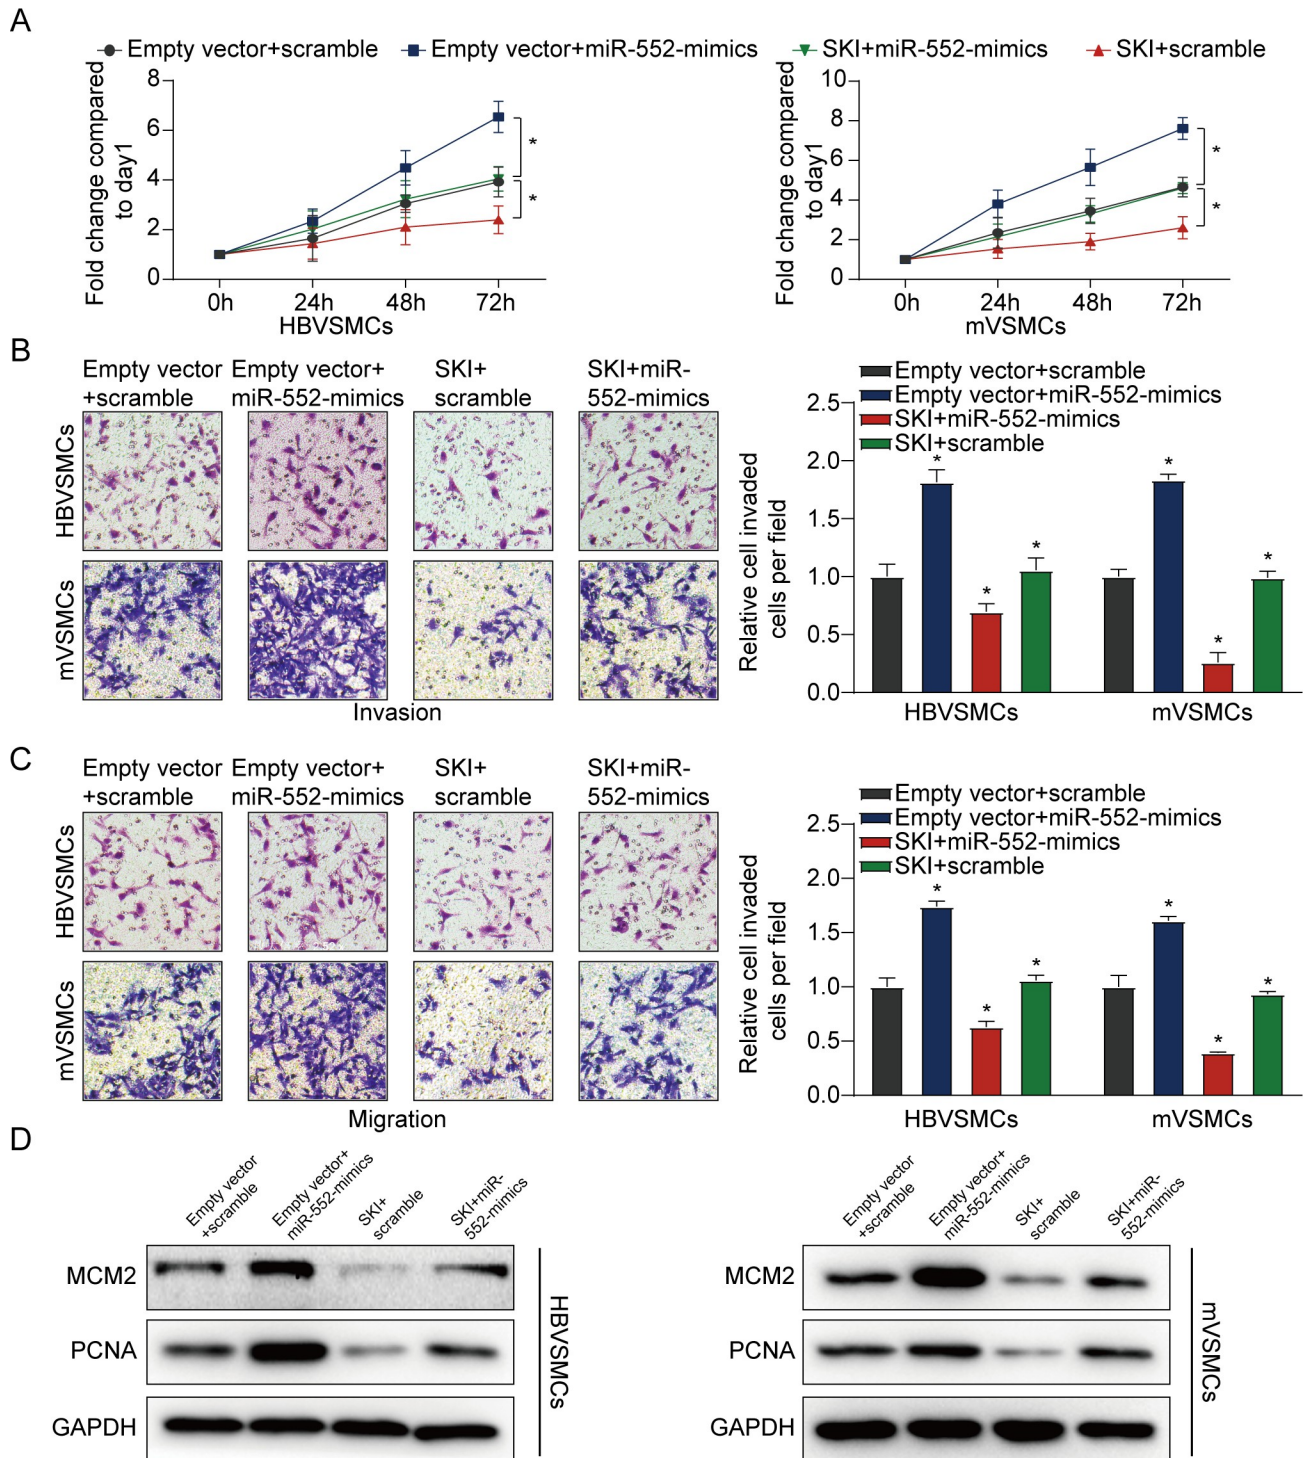 A
Empty vector+scramble
Empty vector+miR-552-mimics
SKI+miR-552-mimics
SKI+scramble
Fold change compared
to day1
8
6
4
2
0
*
*
0h 24h 48h 72h
HBVSMCs
Fold change compared
to day1
10
8
6
4
2
0
*
*
0h 24h 48h 72h
mVSMCs
B
Empty vector
+scramble
Empty vector+
miR-552-mimics
SKI+
scramble
SKI+miR-
552-mimics
HBVSMCs
mVSMCs
Invasion
Empty vector+scramble
Empty vector+miR-552-mimics
SKI+miR-552-mimics
SKI+scramble
Relative cell invaded
cells per field
2.5
2.0
1.5
1.0
0.5
0.0
* * * * * *
HBVSMCs mVSMCs
C
Empty vector
+scramble
Empty vector+
miR-552-mimics
SKI+
scramble
SKI+miR-
552-mimics
HBVSMCs
mVSMCs
Migration
Empty vector+scramble
Empty vector+miR-552-mimics
SKI+miR-552-mimics
SKI+scramble
Relative cell invaded
cells per field
2.5
2.0
1.5
1.0
0.5
0.0
* * * * * *
HBVSMCs mVSMCs
D
Empty vector
+scramble
Empty vector+
miR-552-mimics
SKI+
scramble
SKI+miR-
552-mimics
MCM2
PCNA
GAPDH
HBVSMCs
Empty vector
+scramble
Empty vector+
miR-552-mimics
SKI+
scramble
SKI+miR-
552-mimics
MCM2
PCNA
GAPDH
mVSMCs